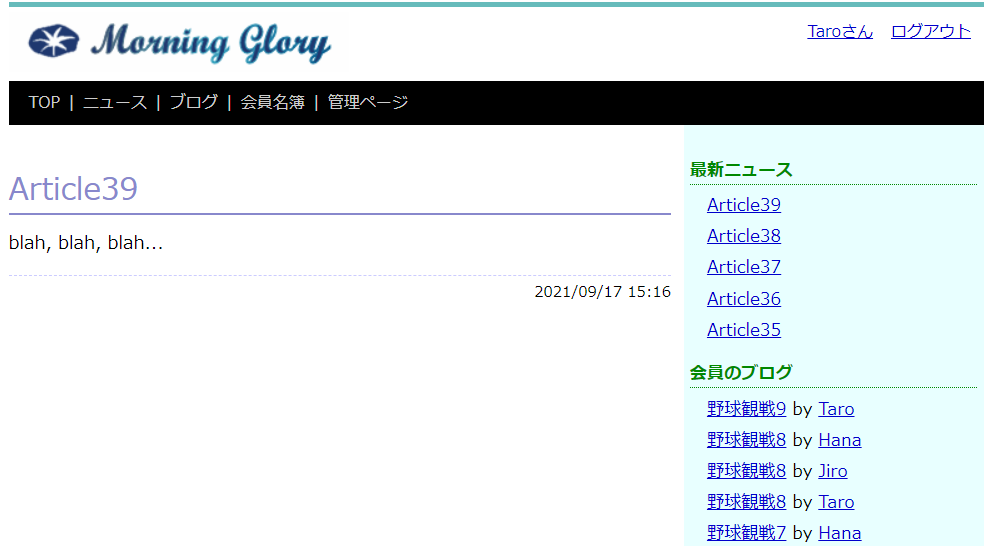 Morning Glory
Taroさん ログアウト
TOP | ニュース | ブログ | 会員名簿 | 管理ページ
Article39
blah, blah, blah...
2021/09/17 15:16
最新ニュース
Article39
Article38
Article37
Article36
Article35
会員のブログ
野球観戦9 by Taro
野球観戦8 by Hana
野球観戦8 by Jiro
野球観戦8 by Taro
野球観戦7 by Hana